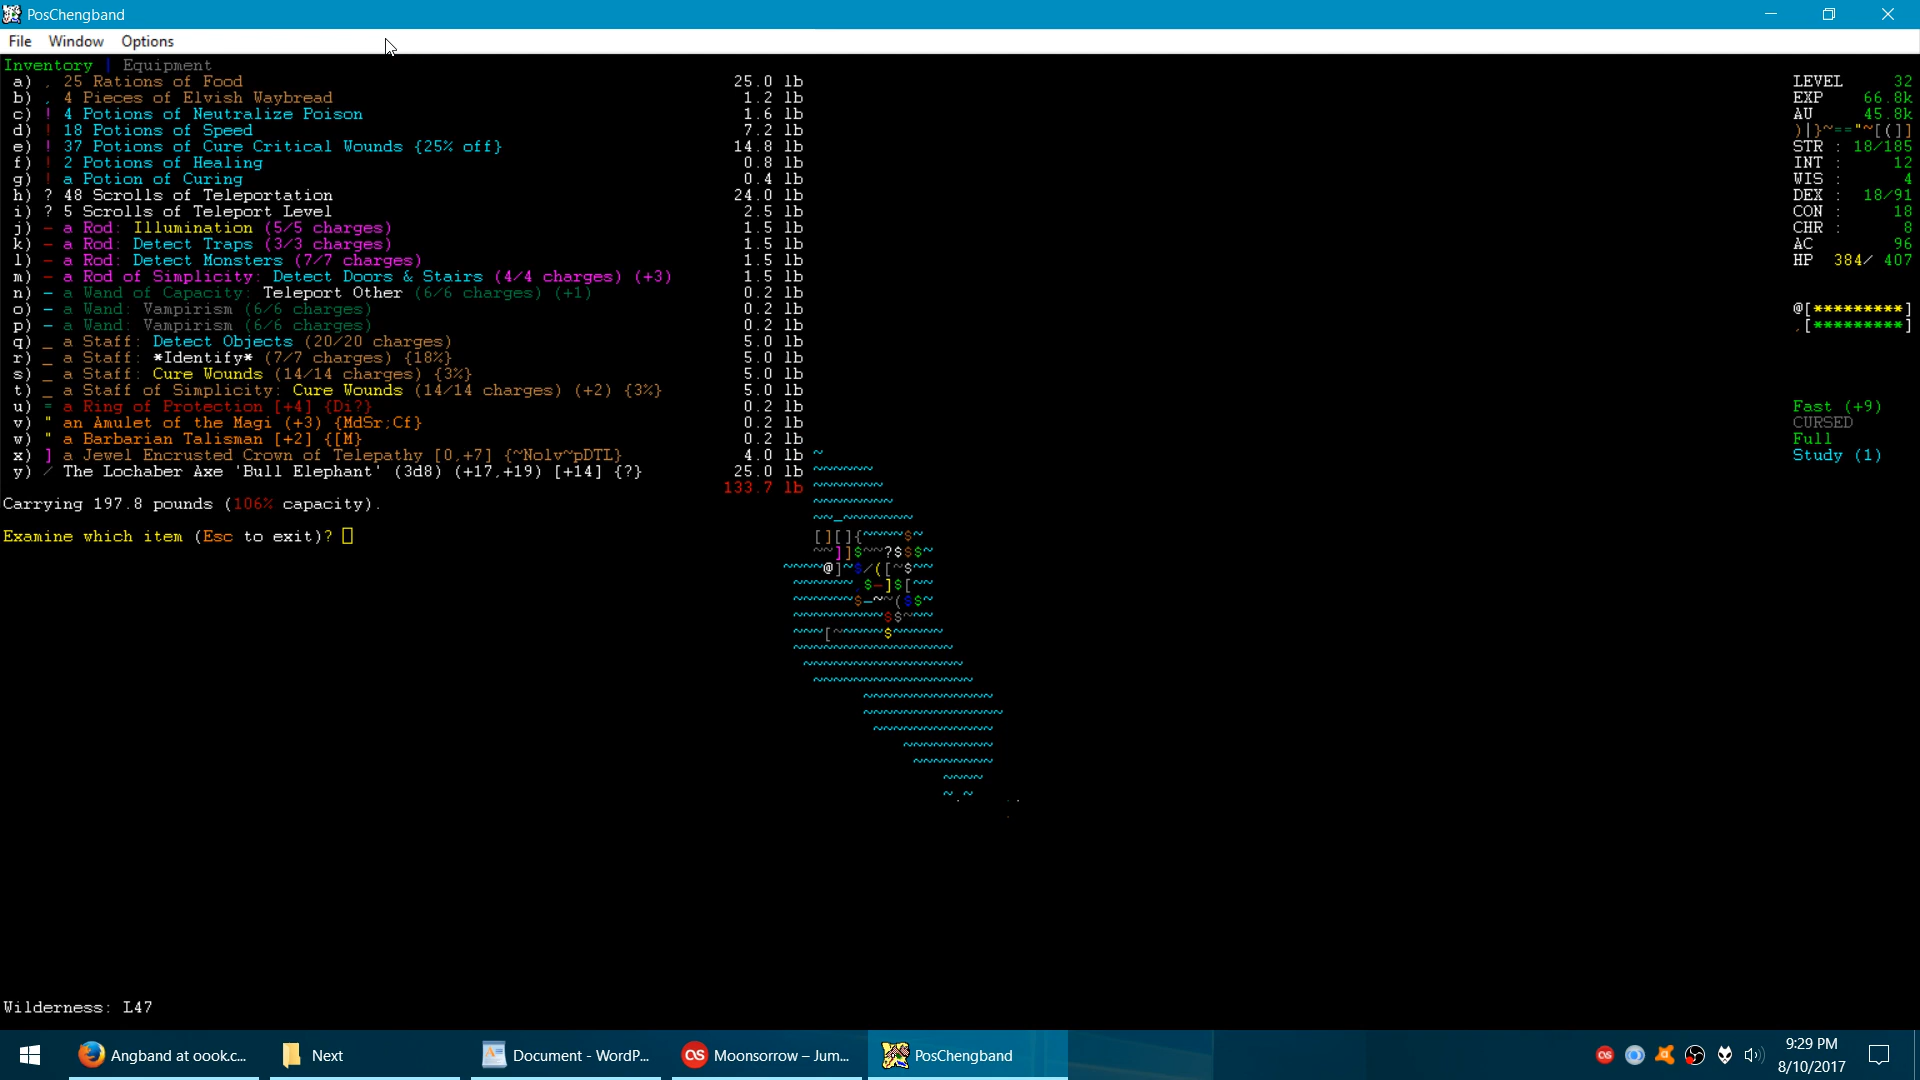 PosChengband
File Window Options
Inventory | Equipment
a) , 25 Rations of Food 25.0 lb
b) , 4 Pieces of Elvish Waybread 1.2 lb
c) ! 4 Potions of Neutralize Poison 1.6 lb
d) ! 18 Potions of Speed 7.2 lb
e) ! 37 Potions of Cure Critical Wounds {25% off} 14.8 lb
f) ! 2 Potions of Healing 0.8 lb
g) ! a Potion of Curing 0.4 lb
h) ? 48 Scrolls of Teleportation 24.0 lb
i) ? 5 Scrolls of Teleport Level 2.5 lb
j) - a Rod: Illumination (5/5 charges) 1.5 lb
k) - a Rod: Detect Traps (3/3 charges) 1.5 lb
l) - a Rod: Detect Monsters (7/7 charges) 1.5 lb
m) - a Rod of Simplicity: Detect Doors & Stairs (4/4 charges) (+3) 1.5 lb
n) - a Wand of Capacity: Teleport Other (6/6 charges) (+1) 0.2 lb
o) - a Wand: Vampirism (6/6 charges) 0.2 lb
p) - a Wand: Vampirism (6/6 charges) 0.2 lb
q) _ a Staff: Detect Objects (20/20 charges) 5.0 lb
r) _ a Staff: *Identify* (7/7 charges) {18%} 5.0 lb
s) _ a Staff: Cure Wounds (14/14 charges) {3%} 5.0 lb
t) _ a Staff of Simplicity: Cure Wounds (14/14 charges) (+2) {3%} 5.0 lb
u) = a Ring of Protection [+4] {Di?} 0.2 lb
v) " an Amulet of the Magi (+3) {MdSr;Cf} 0.2 lb
w) " a Barbarian Talisman [+2] {[M} 0.2 lb
x) ] a Jewel Encrusted Crown of Telepathy [0,+7] {~Nolv~pDTL} 4.0 lb
y) / The Lochaber Axe 'Bull Elephant' (3d8) (+17,+19) [+14] {?} 25.0 lb
133.7 lb
Carrying 197.8 pounds (106% capacity).
Examine which item (Esc to exit)?
LEVEL 32
EXP 66.8k
AU 45.8k
)|}~=="~[(]]
STR : 18/185
INT : 12
WIS : 4
DEX : 18/91
CON : 18
CHR : 8
AC 96
HP 384/ 407
@[*********]
,[*********]
Fast (+9)
CURSED
Full
Study (1)
Wilderness: L47
Angband at oook.c...
Next
Document - WordP...
Moonsorrow – Jum...
PosChengband
9:29 PM
8/10/2017